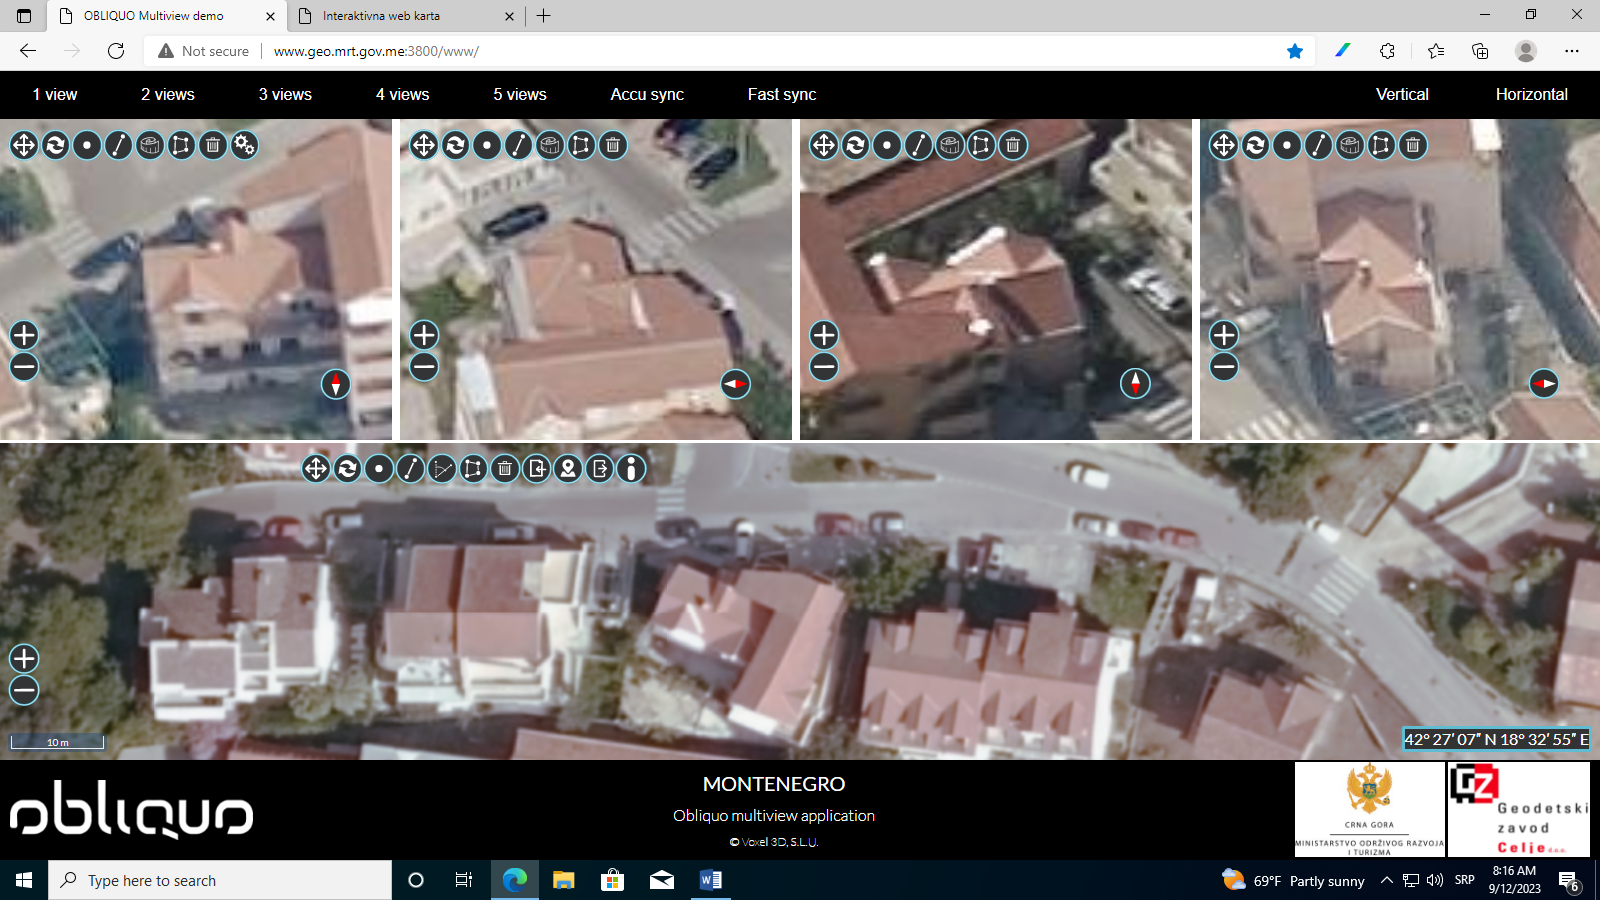 OBLIQUO Multiview demo
Interaktivna web karta
Not secure
www.geo.mrt.gov.me:3800/www/
1 view
2 views
3 views
4 views
5 views
Accu sync
Fast sync
Vertical
Horizontal
10 m
42° 27′ 07″ N 18° 32′ 55″ E
obliquo
MONTENEGRO
Obliquo multiview application
© Voxel 3D, S.L.U.
CRNA GORA
MINISTARSTVO ODRŽIVOG RAZVOJA
I TURIZMA
GZ
Geodetski
zavod
Celje d.o.o.
Type here to search
69°F Partly sunny
SRP
8:16 AM
9/12/2023
6